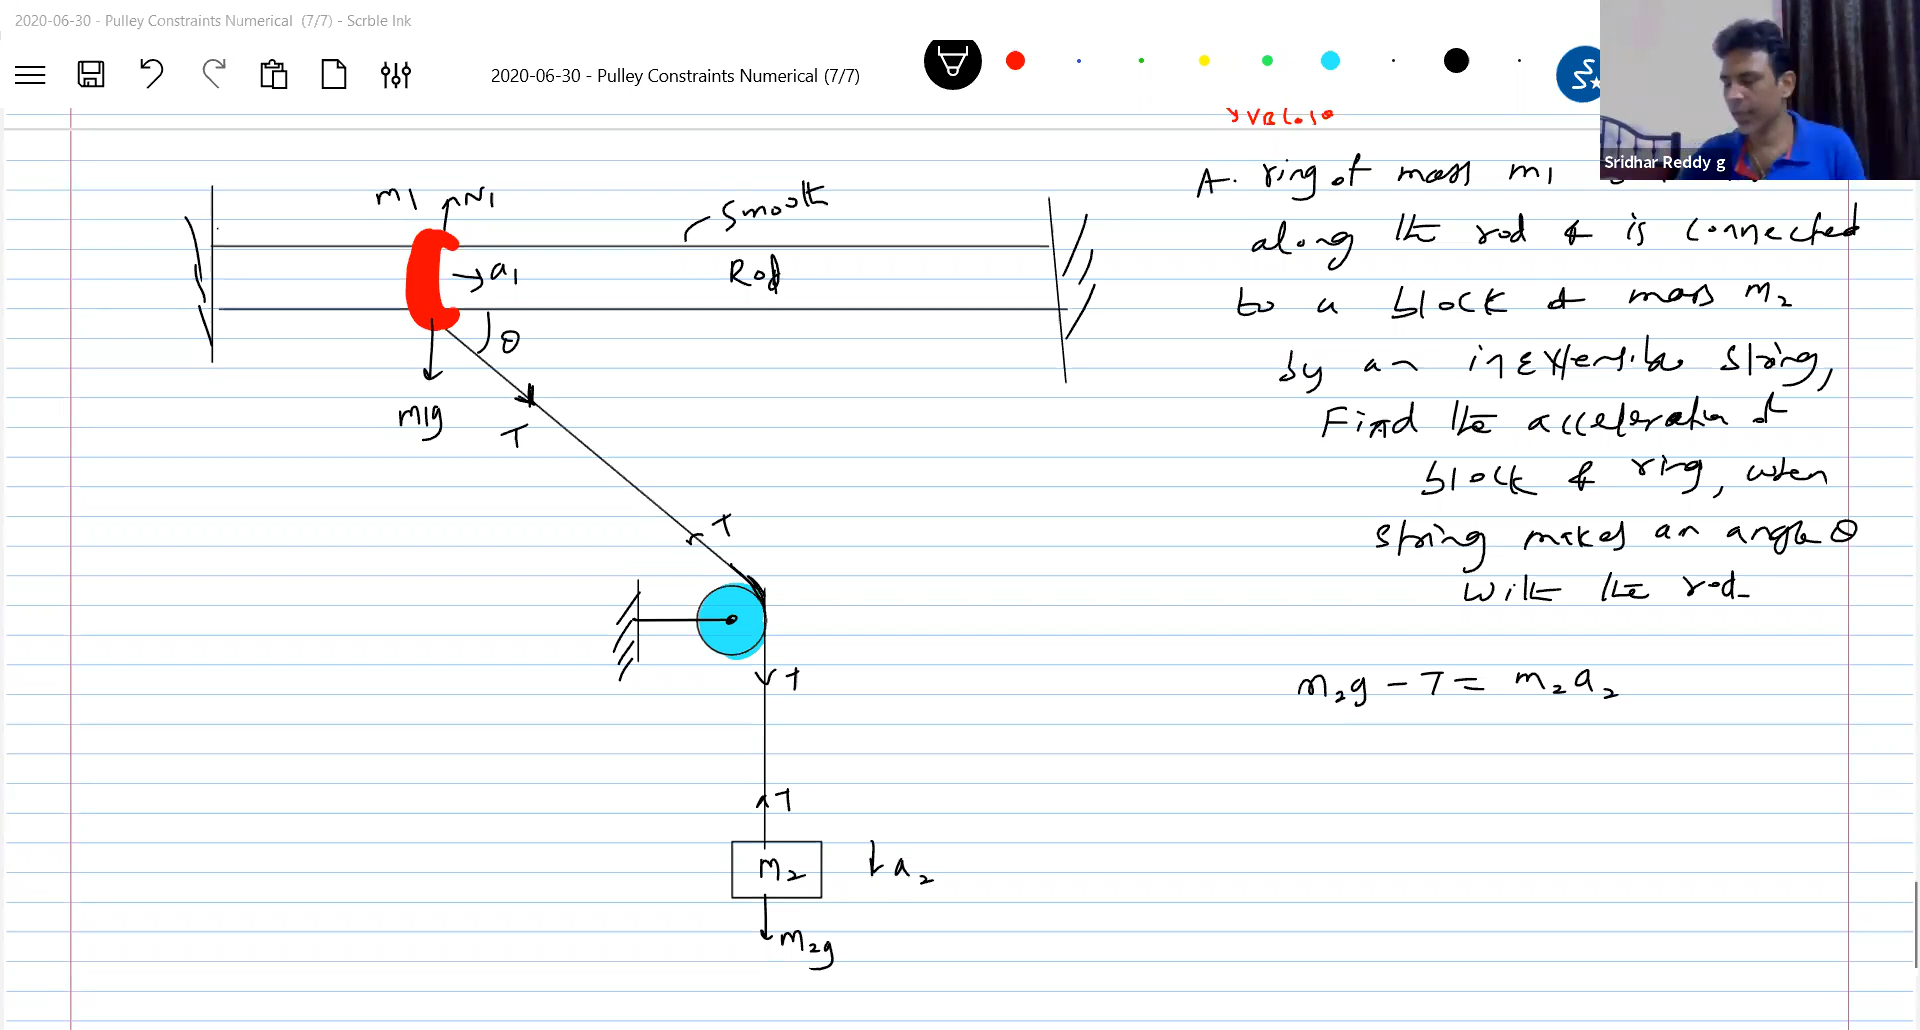 2020-06-30 - Pulley Constraints Numerical (7/7) - Scrble Ink
2020-06-30 - Pulley Constraints Numerical (7/7)
Sridhar Reddy g
A. ring of mass m1
along the rod & is connected
to a block of mass m2
by an inextensible string,
Find the acceleration of
block & ring, when
string makes an angle θ
with the rod
m2g - T = m2a2
m1
N1
Smooth
Rod
a1
θ
m1g
T
T
T
T
m2
a2
m2g